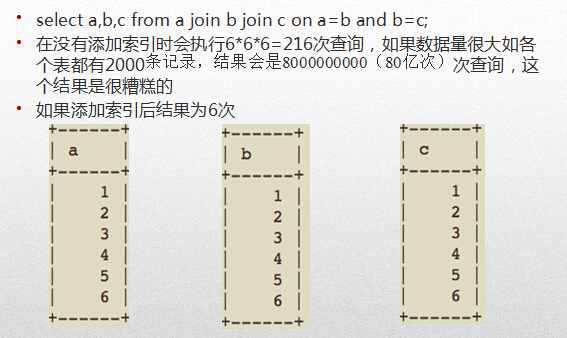 • select a,b,c from a join b join c on a=b and b=c;
• 在没有添加索引时会执行6*6*6=216次查询，如果数据量很大如各
个表都有2000条记录，结果会是8000000000（80亿次）次查询，这
个结果是很糟糕的
• 如果添加索引后结果为6次
+------+ +------+ +------+
| a | | b | | c |
+------+ +------+ +------+
| 1 | | 1 | | 1 |
| 2 | | 2 | | 2 |
| 3 | | 3 | | 3 |
| 4 | | 4 | | 4 |
| 5 | | 5 | | 5 |
| 6 | | 6 | | 6 |
+------+ +------+ +------+